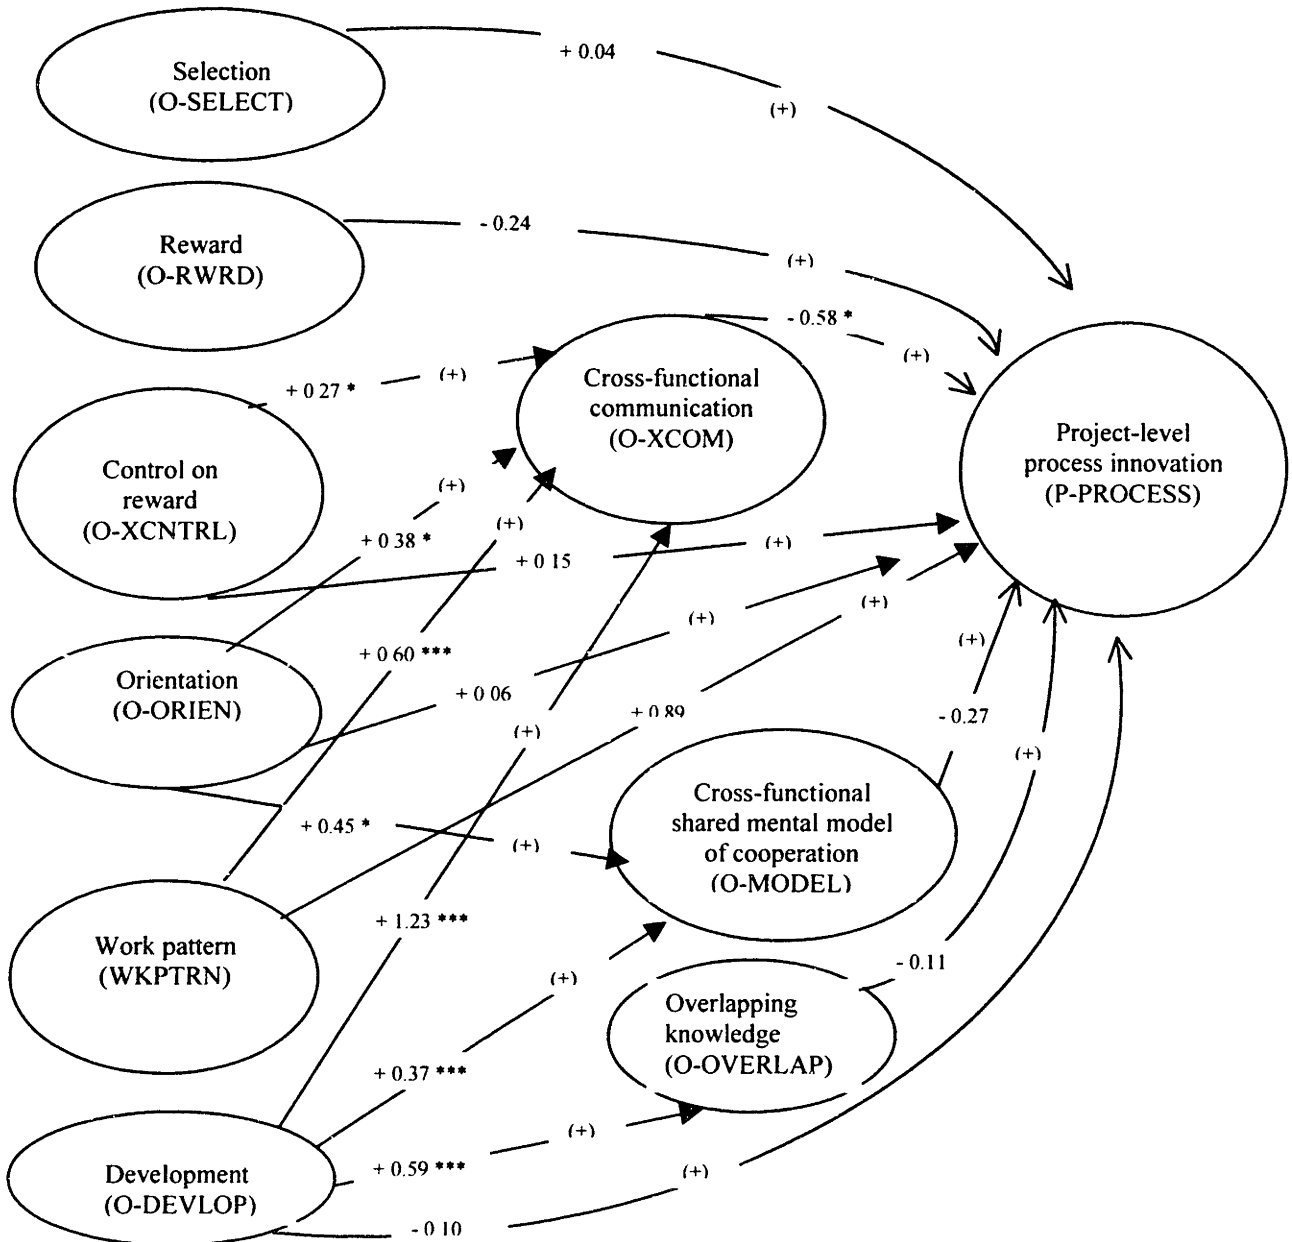 + 0.04
Selection
(O-SELECT)
(+)
- 0.24
Reward
(O-RWRD)
(+)
- 0.58 *
(+)
+ 0.27 *
(+)
Cross-functional
communication
(O-XCOM)
Project-level
process innovation
(P-PROCESS)
Control on
reward
(O-XCNTRL)
(+)
(+)
+ 0 38 *
+ 0 15
(+)
(+)
(+)
(+)
+ 0 60 ***
Orientation
(O-ORIEN)
+ 0 06
+ 0.89
- 0.27
(+)
(+)
+ 0.45 *
(+)
Cross-functional
shared mental model
of cooperation
(O-MODEL)
+ 1.23 ***
Work pattern
(WKPTRN)
(+)
- 0.11
Overlapping
knowledge
(O-OVERLAP)
+ 0.37 ***
(+)
+ 0.59 ***
(+)
Development
(O-DEVLOP)
- 0 10